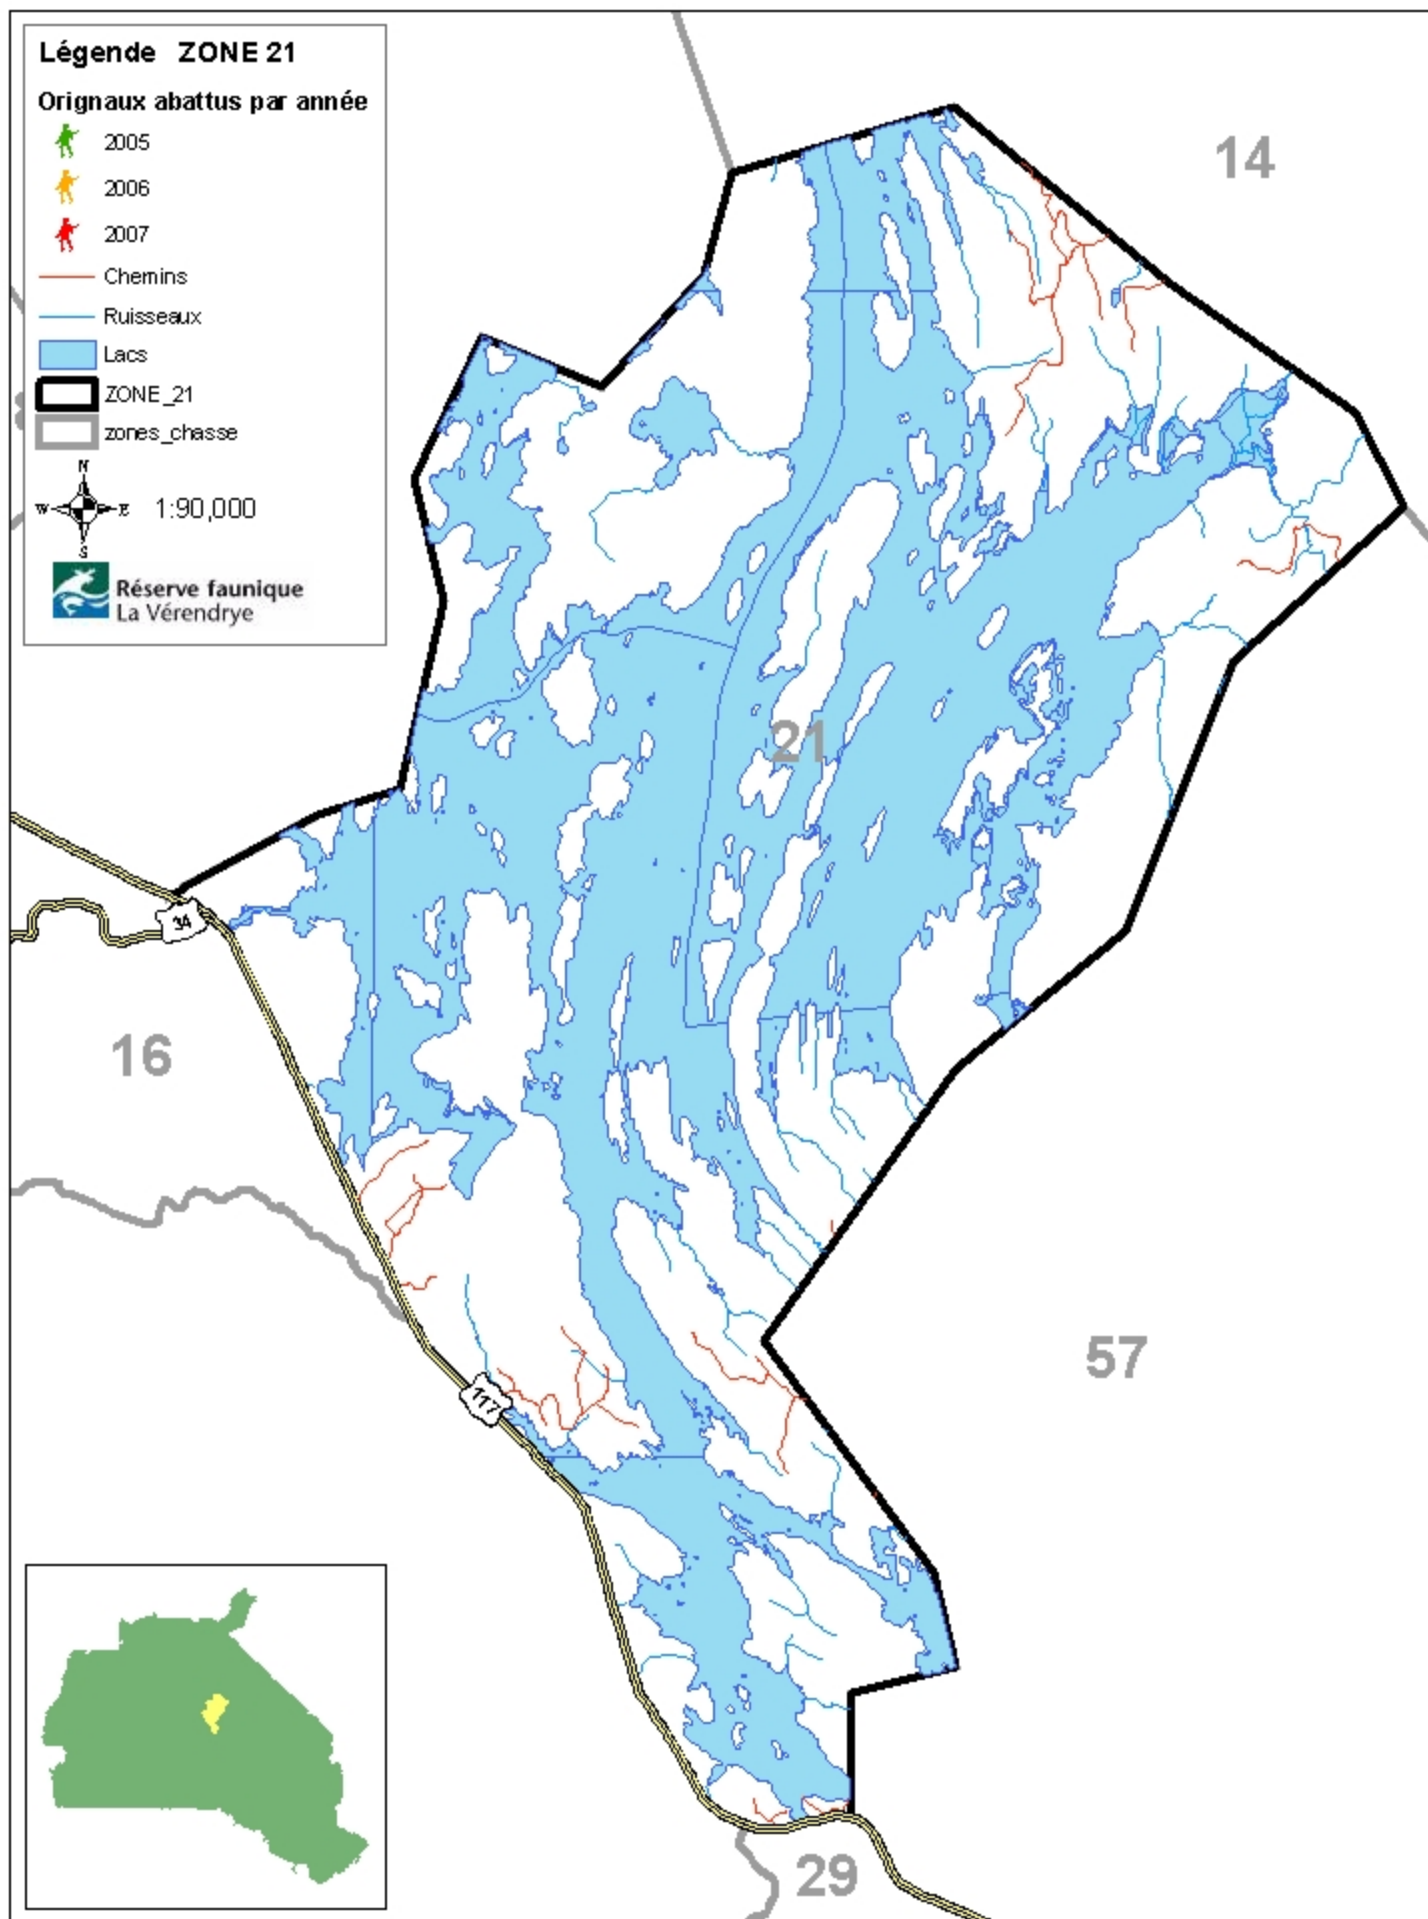 Légende ZONE 21
Orignaux abattus par année
2005
2006
2007
Chemins
Ruisseaux
Lacs
ZONE_21
zones_chasse
N
W E 1:90,000
S
Réserve faunique
La Vérendrye
14
21
34
16
57
117
29